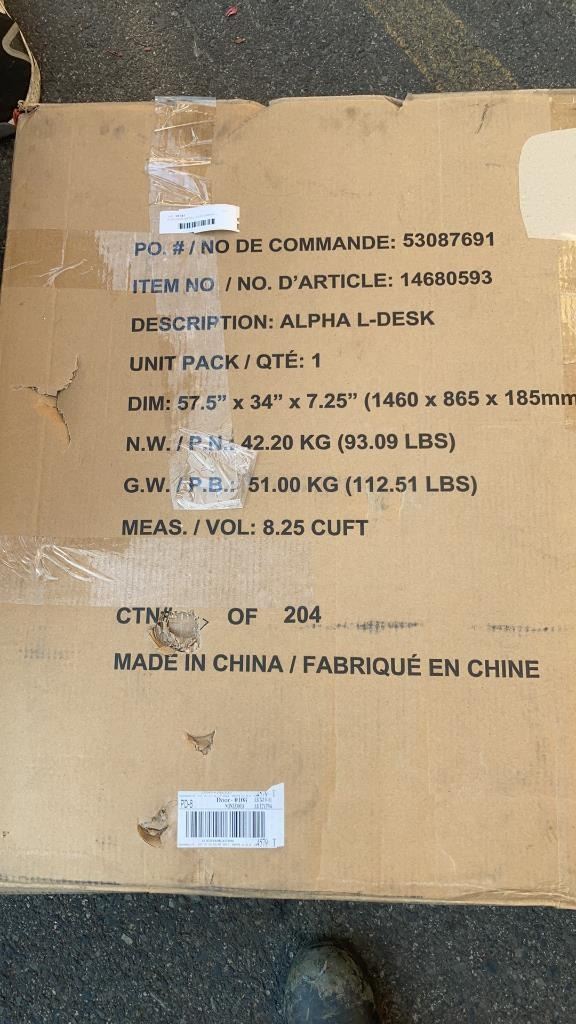 PO. # / NO DE COMMANDE: 53087691
ITEM NO / NO. D'ARTICLE: 14680593
DESCRIPTION: ALPHA L-DESK
UNIT PACK / QTÉ: 1
DIM: 57.5” x 34” x 7.25” (1460 x 865 x 185mm
N.W. / P.N.: 42.20 KG (93.09 LBS)
G.W. / P.B.: 51.00 KG (112.51 LBS)
MEAS. / VOL: 8.25 CUFT
CTN# OF 204
MADE IN CHINA / FABRIQUÉ EN CHINE
PD-8